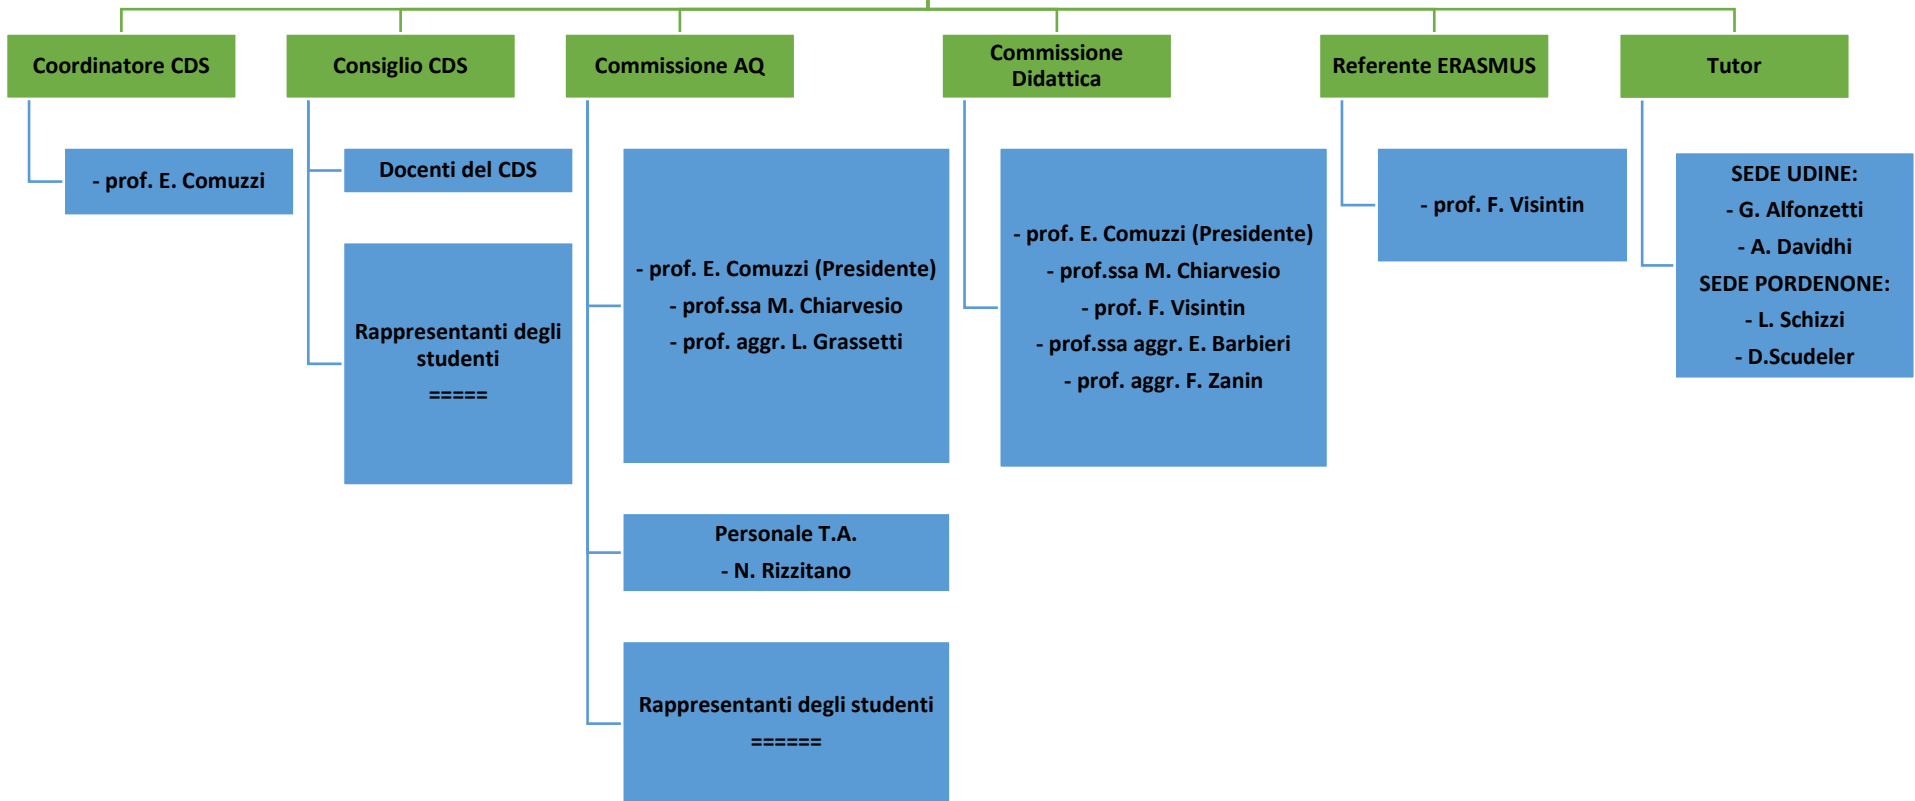 Coordinatore CDS
- prof. E. Comuzzi
Consiglio CDS
Docenti del CDS
Rappresentanti degli
studenti
=====
Commissione AQ
- prof. E. Comuzzi (Presidente)
- prof.ssa M. Chiarvesio
- prof. aggr. L. Grassetti
Personale T.A.
- N. Rizzitano
Rappresentanti degli studenti
======
Commissione
Didattica
- prof. E. Comuzzi (Presidente)
- prof.ssa M. Chiarvesio
- prof. F. Visintin
- prof.ssa aggr. E. Barbieri
- prof. aggr. F. Zanin
Referente ERASMUS
- prof. F. Visintin
Tutor
SEDE UDINE:
- G. Alfonzetti
- A. Davidhi
SEDE PORDENONE:
- L. Schizzi
- D.Scudeler